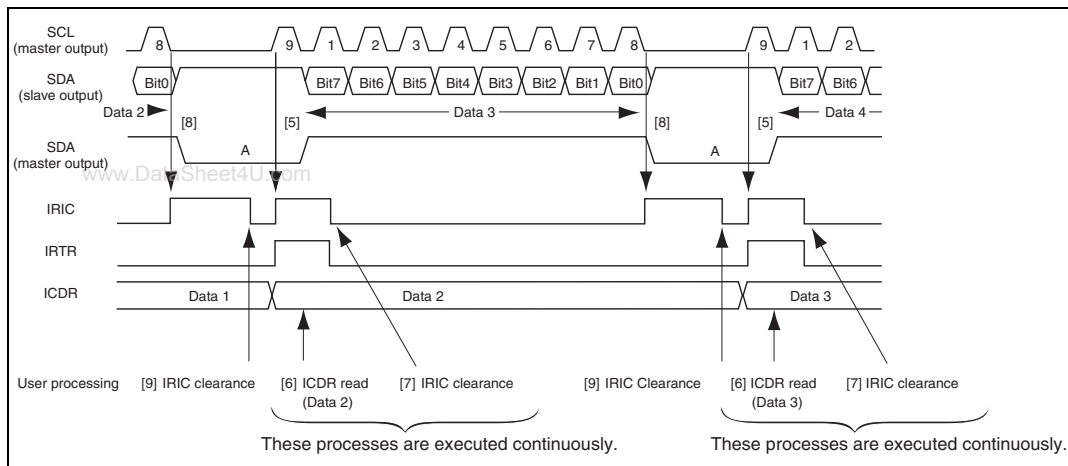 SCL
(master output)
8 9 1 2 3 4 5 6 7 8 9 1 2
SDA
(slave output)
Bit0 Bit7 Bit6 Bit5 Bit4 Bit3 Bit2 Bit1 Bit0 Bit7 Bit6
Data 2 [8] [5] Data 3 [8] [5] Data 4
SDA
(master output)
A A
www.DataSheet4U.com
IRIC
IRTR
ICDR Data 1 Data 2 Data 3
User processing [9] IRIC clearance [6] ICDR read [7] IRIC clearance [9] IRIC Clearance [6] ICDR read [7] IRIC clearance
(Data 2) (Data 3)
These processes are executed continuously. These processes are executed continuously.